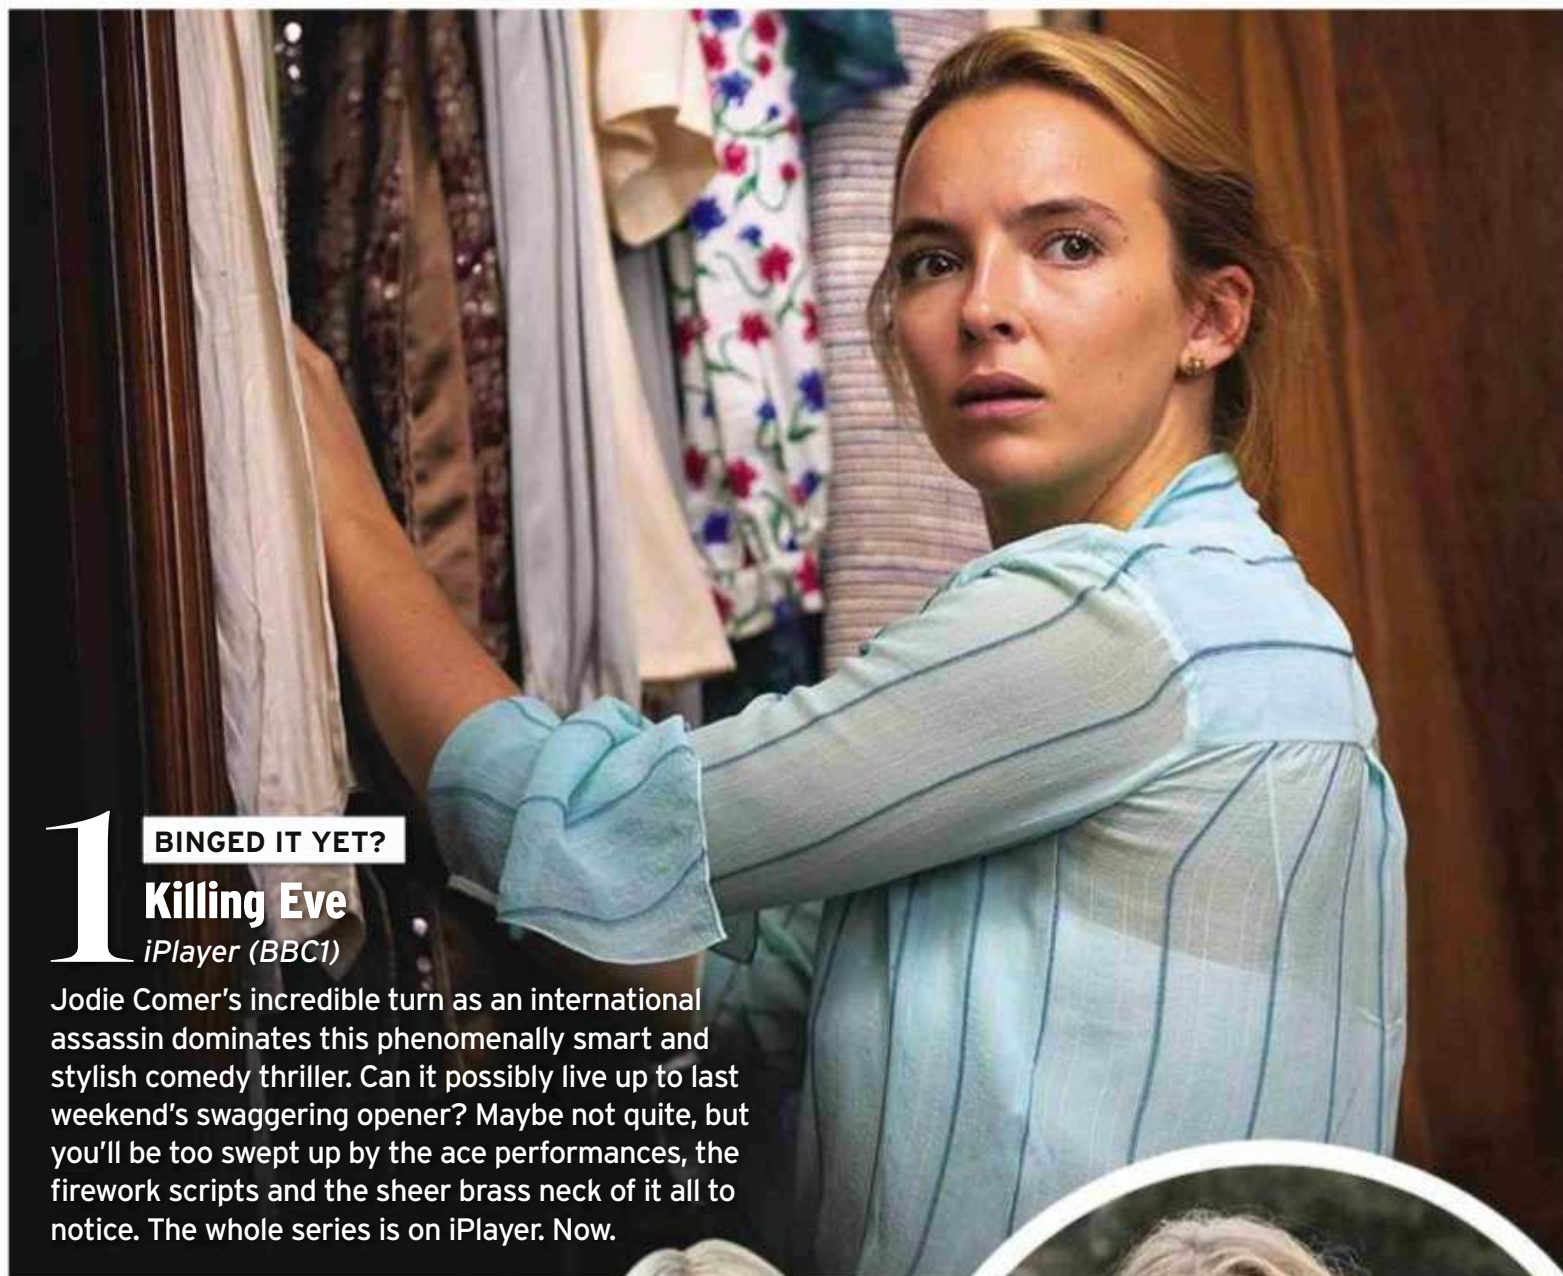 1
BINGED IT YET?
Killing Eve
iPlayer (BBC1)
Jodie Comer's incredible turn as an international
assassin dominates this phenomenally smart and
stylish comedy thriller. Can it possibly live up to last
weekend's swaggering opener? Maybe not quite, but
you'll be too swept up by the ace performances, the
firework scripts and the sheer brass neck of it all to
notice. The whole series is on iPlayer. Now.